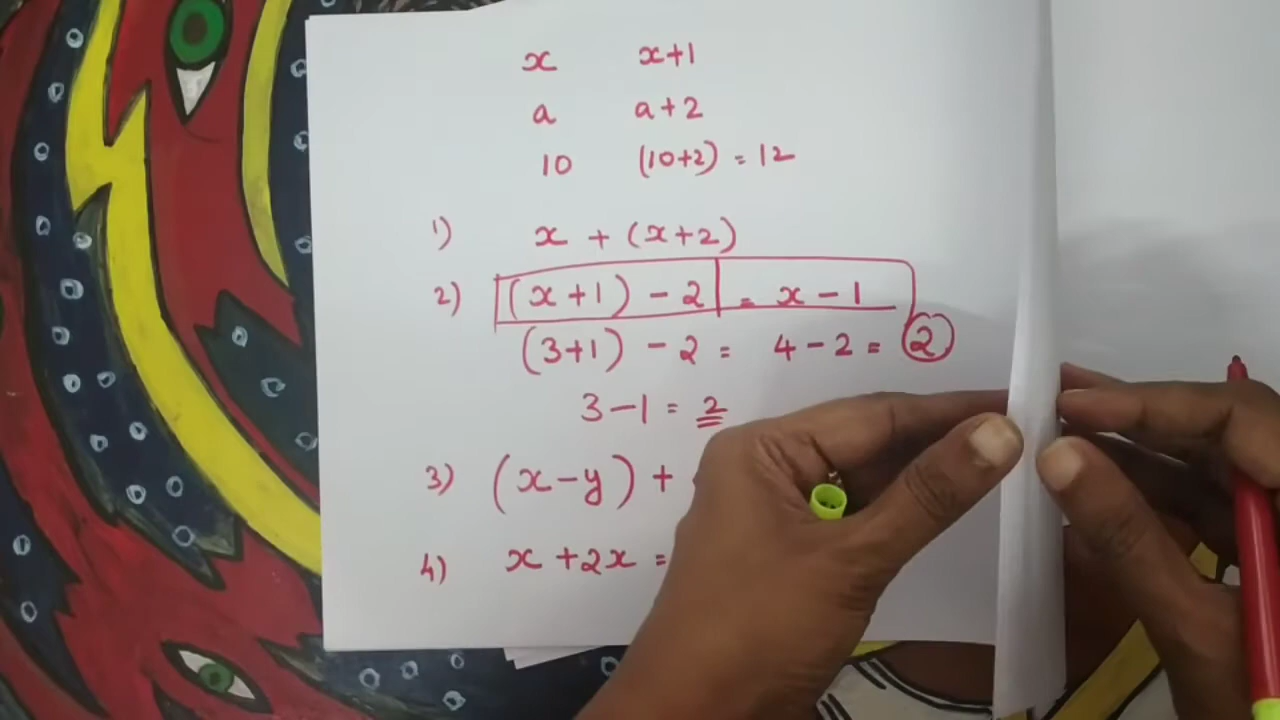 x x+1
a a+2
10 (10+2) = 12
1) x + (x+2)
2) (x+1) - 2 = x - 1
(3+1) - 2 = 4 - 2 = 2
3 - 1 = 2
3) (x-y) +
4) x + 2x =